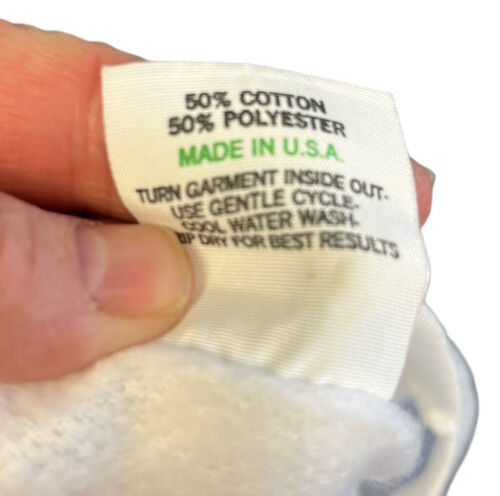 50% COTTON
50% POLYESTER
MADE IN U.S.A.
TURN GARMENT INSIDE OUT-
USE GENTLE CYCLE-
COOL WATER WASH-
DRY FOR BEST RESULTS